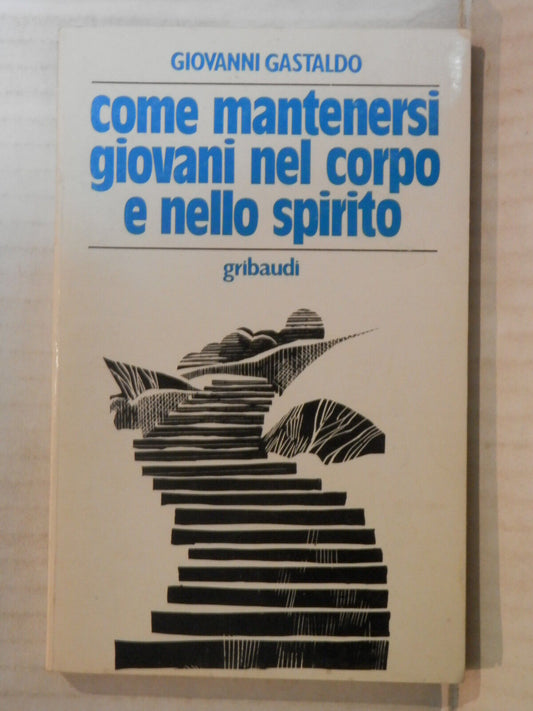 GIOVANNI GASTALDO
come mantenersi
giovani nel corpo
e nello spirito
gribaudi